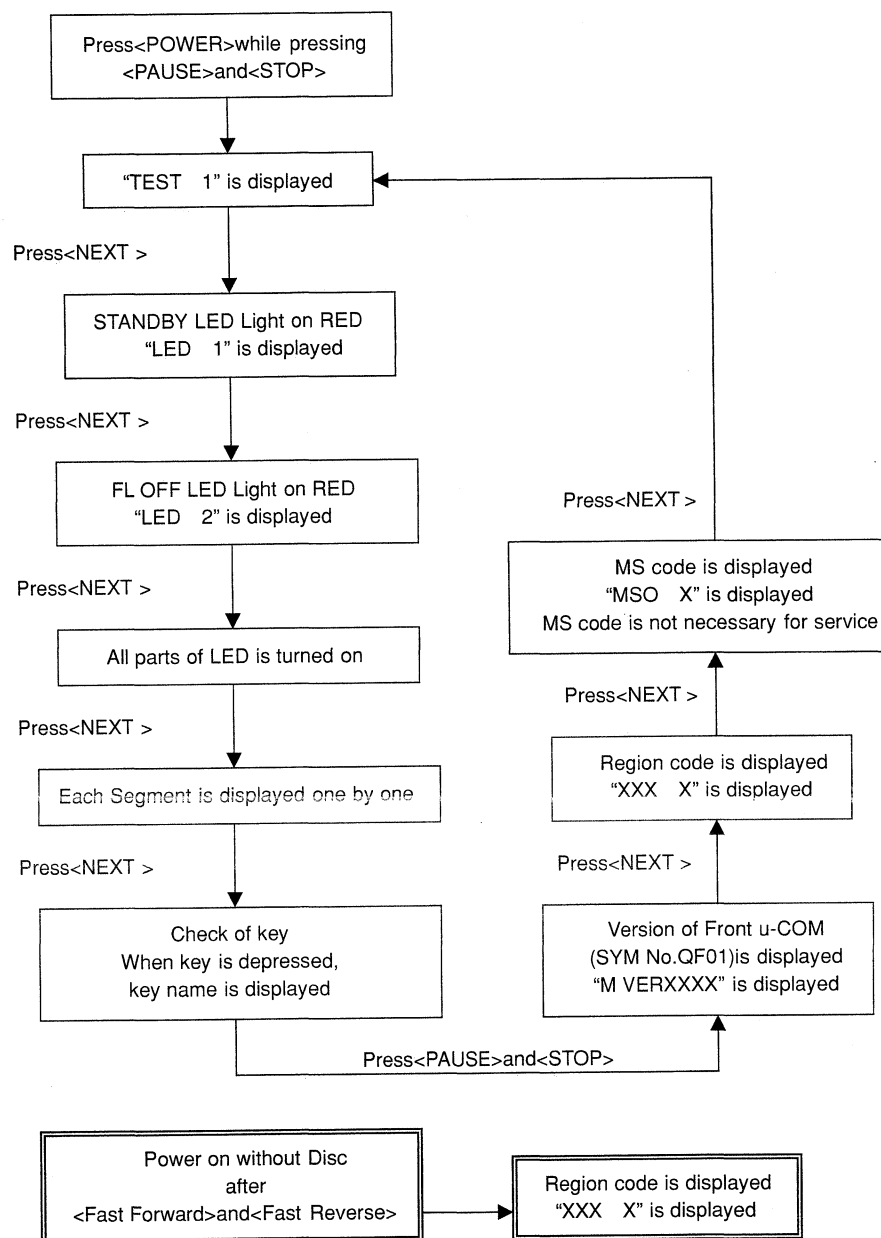 Press<POWER>while pressing
<PAUSE>and<STOP>
“TEST 1” is displayed
Press<NEXT >
STANDBY LED Light on RED
“LED 1” is displayed
Press<NEXT >
FL OFF LED Light on RED
“LED 2” is displayed
Press<NEXT >
All parts of LED is turned on
Press<NEXT >
Each Segment is displayed one by one
Press<NEXT >
Check of key
When key is depressed,
key name is displayed
Press<PAUSE>and<STOP>
Version of Front u-COM
(SYM No.QF01)is displayed
“M VERXXXX” is displayed
Press<NEXT >
Region code is displayed
“XXX X” is displayed
Press<NEXT >
MS code is displayed
“MSO X” is displayed
MS code is not necessary for service
Press<NEXT >
Power on without Disc
after
<Fast Forward>and<Fast Reverse>
Region code is displayed
“XXX X” is displayed